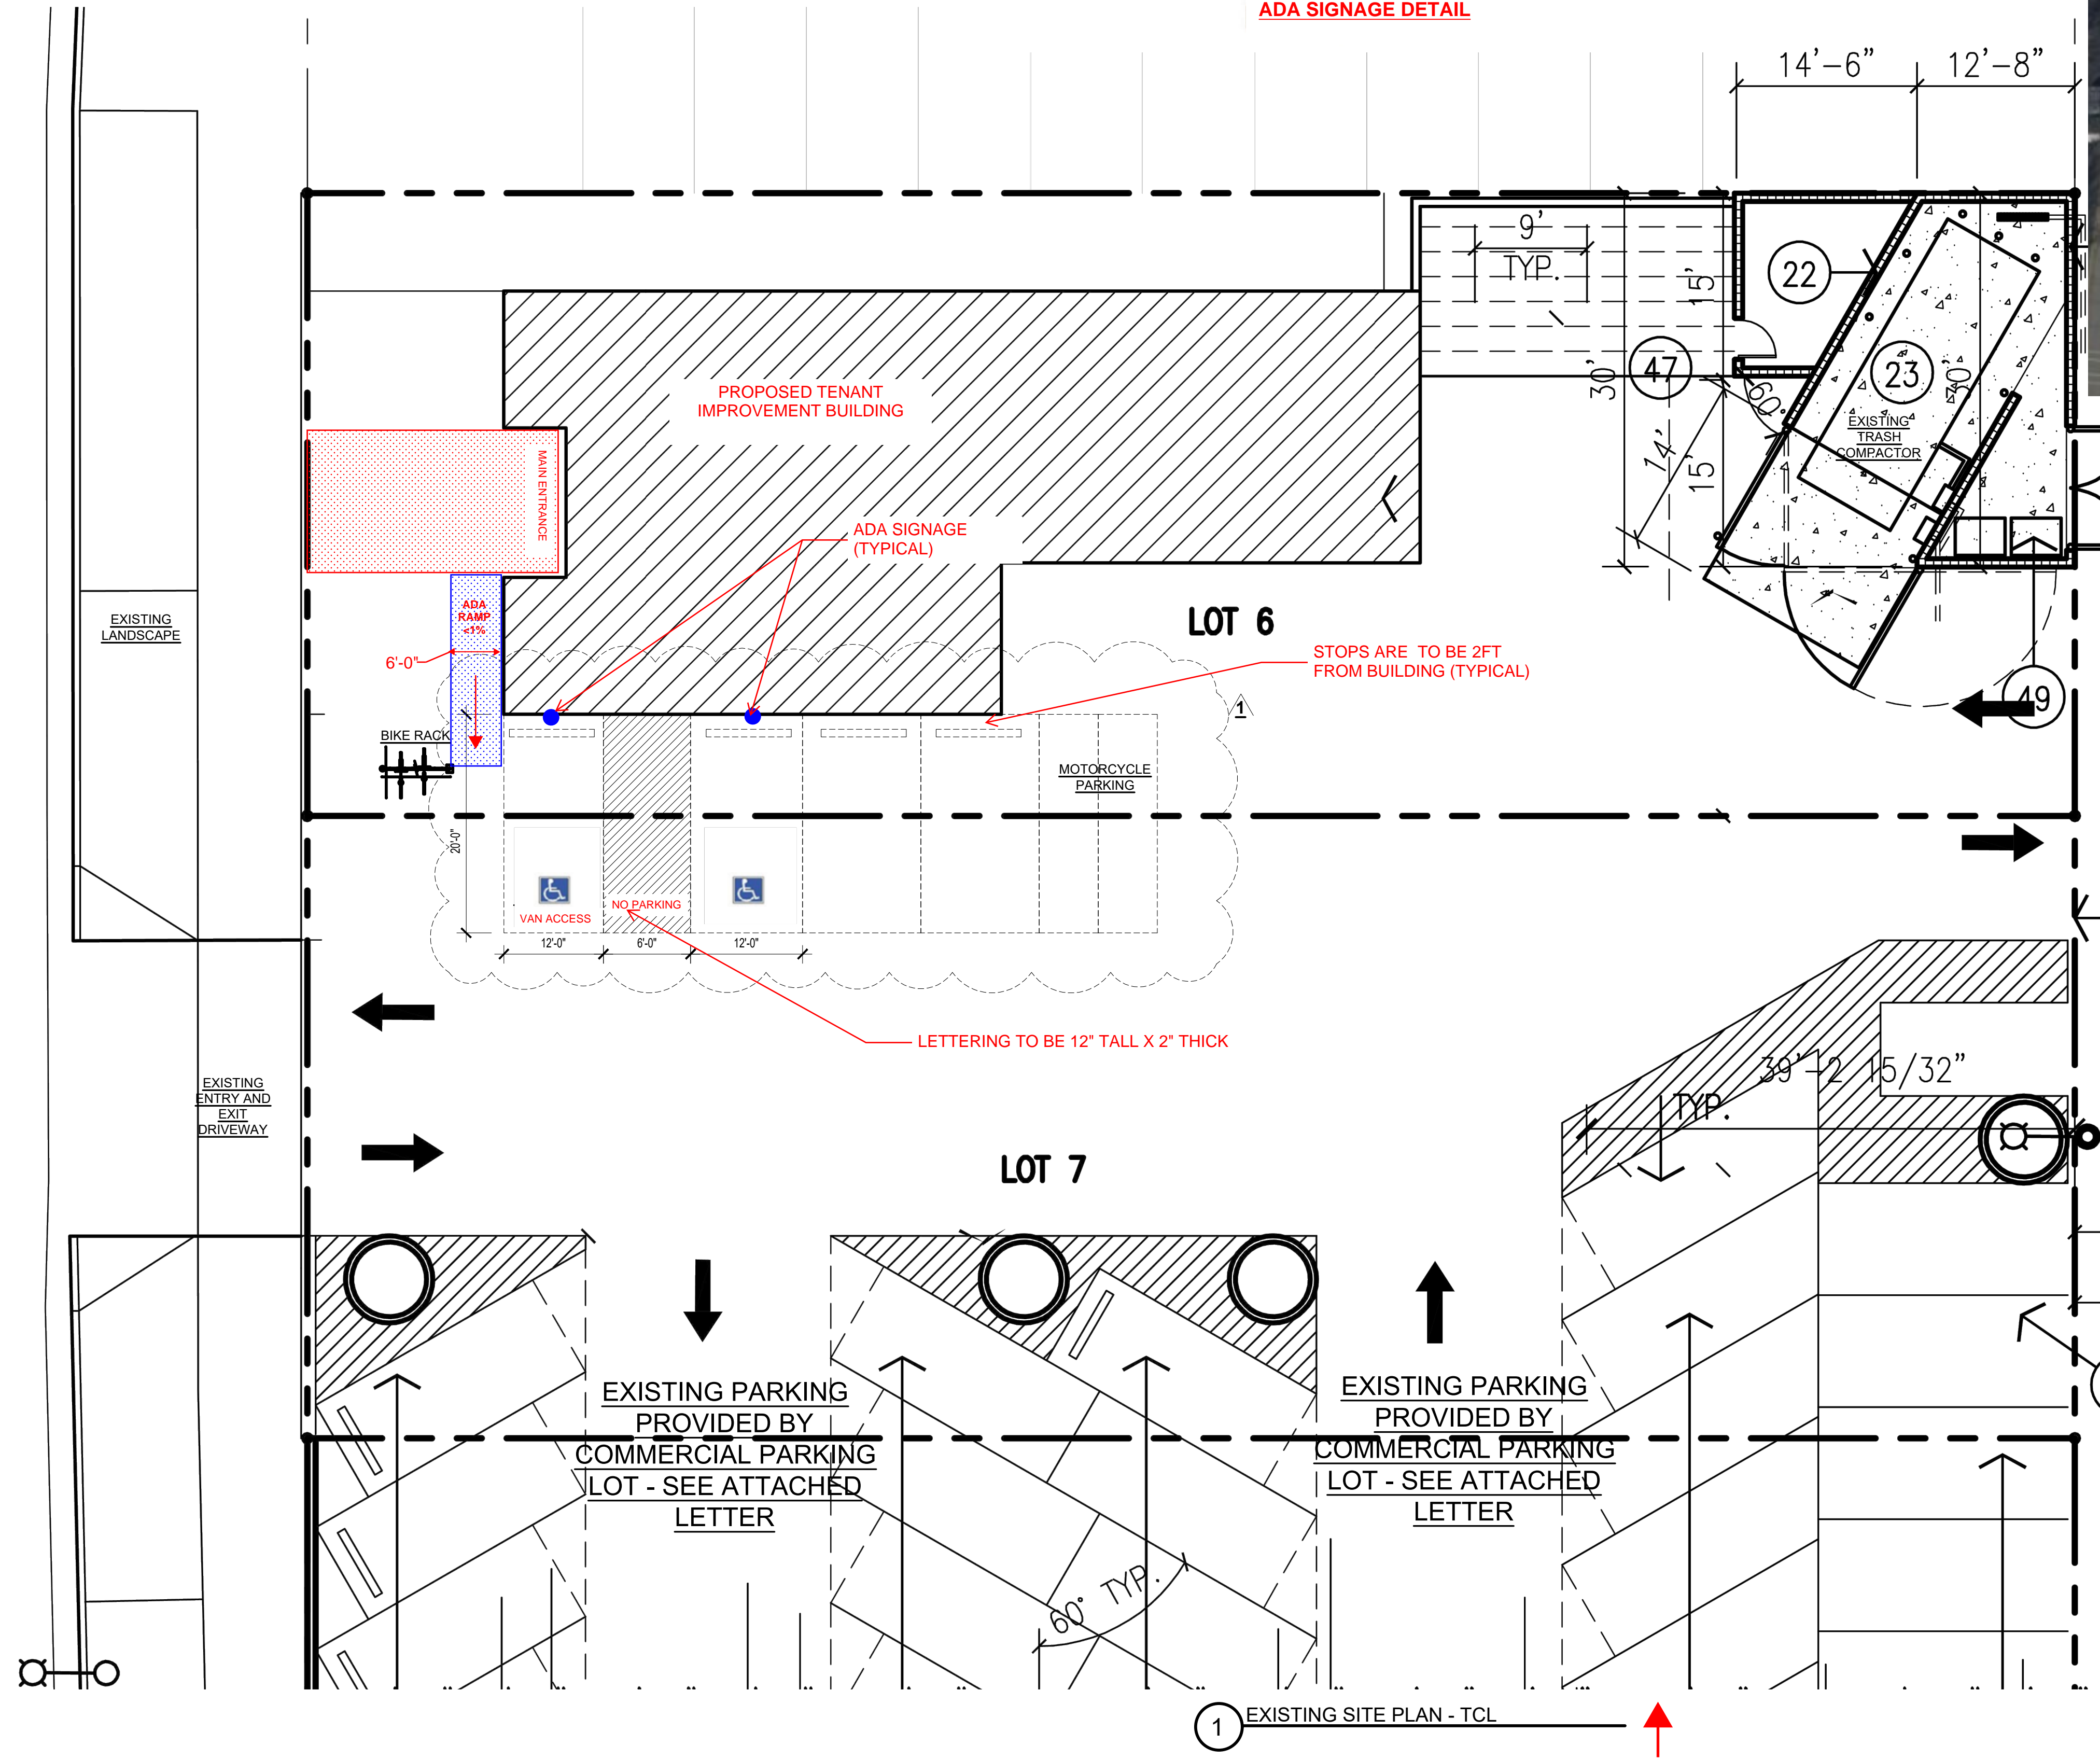 ADA SIGNAGE DETAIL
14'-6"
12'-8"
9'
TYP.
15'
30'
22
47
60°
23
30'
EXISTING
TRASH
COMPACTOR
14'
15'
PROPOSED TENANT
IMPROVEMENT BUILDING
MAIN ENTRANCE
ADA SIGNAGE
(TYPICAL)
ADA
RAMP
<1%
6'-0"
EXISTING
LANDSCAPE
LOT 6
STOPS ARE TO BE 2FT
FROM BUILDING (TYPICAL)
1
49
BIKE RACK
MOTORCYCLE
PARKING
20'-0"
VAN ACCESS
NO PARKING
12'-0"
6'-0"
12'-0"
LETTERING TO BE 12" TALL X 2" THICK
EXISTING
ENTRY AND
EXIT
DRIVEWAY
39'-2 15/32"
TYP.
LOT 7
EXISTING PARKING
PROVIDED BY
COMMERCIAL PARKING
LOT - SEE ATTACHED
LETTER
EXISTING PARKING
PROVIDED BY
COMMERCIAL PARKING
LOT - SEE ATTACHED
LETTER
60° TYP.
1
EXISTING SITE PLAN - TCL